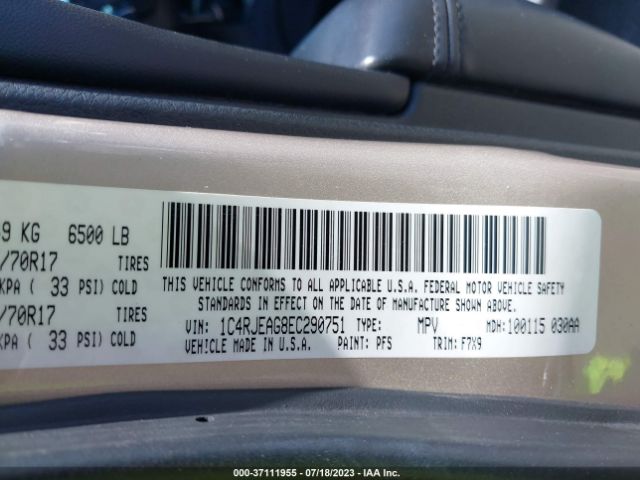 9 KG 6500 LB
/70R17 TIRES
KPA ( 33 PSI) COLD
/70R17 TIRES
KPA ( 33 PSI) COLD
THIS VEHICLE CONFORMS TO ALL APPLICABLE U.S.A. FEDERAL MOTOR VEHICLE SAFETY
STANDARDS IN EFFECT ON THE DATE OF MANUFACTURE SHOWN ABOVE.
VIN: 1C4RJEAG8EC290751 TYPE: MPV MDH: 100115 030AA
VEHICLE MADE IN U.S.A. PAINT: PFS TRIM: F7X9
000-37111955 - 07/18/2023 - IAA Inc.